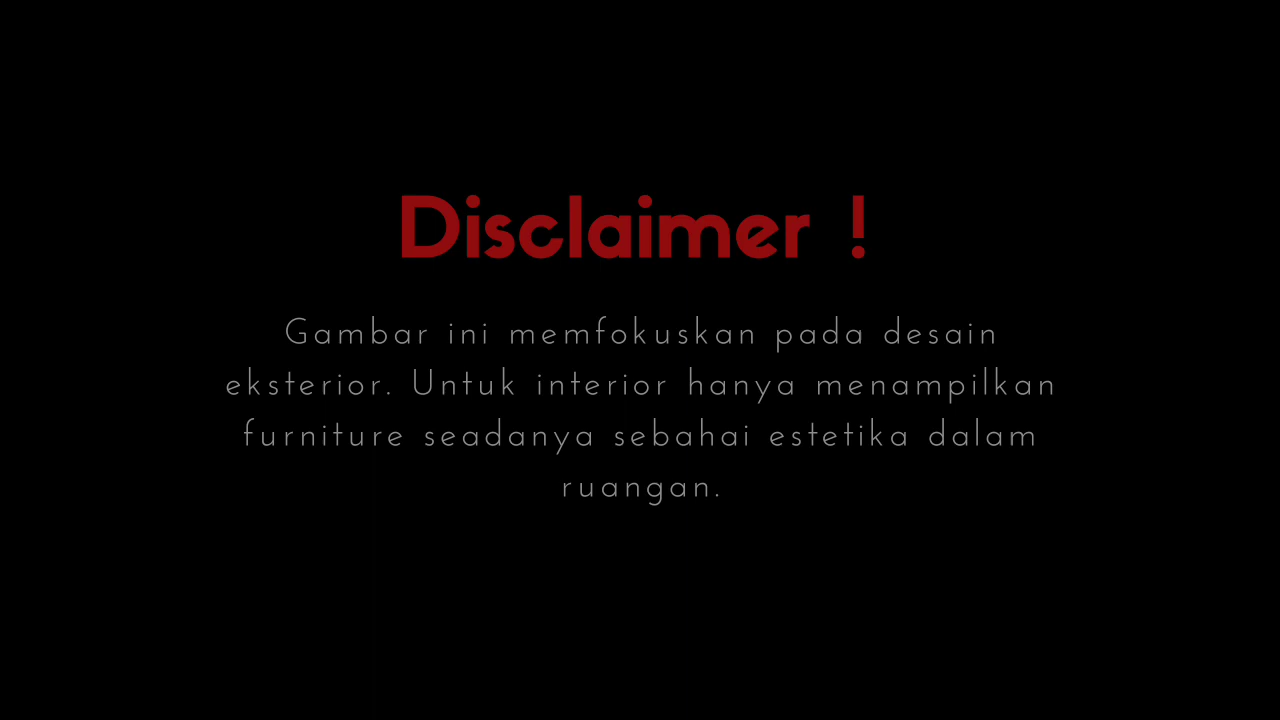 Disclaimer !
Gambar ini memfokuskan pada desain
eksterior. Untuk interior hanya menampilkan
furniture seadanya sebahai estetika dalam
ruangan.